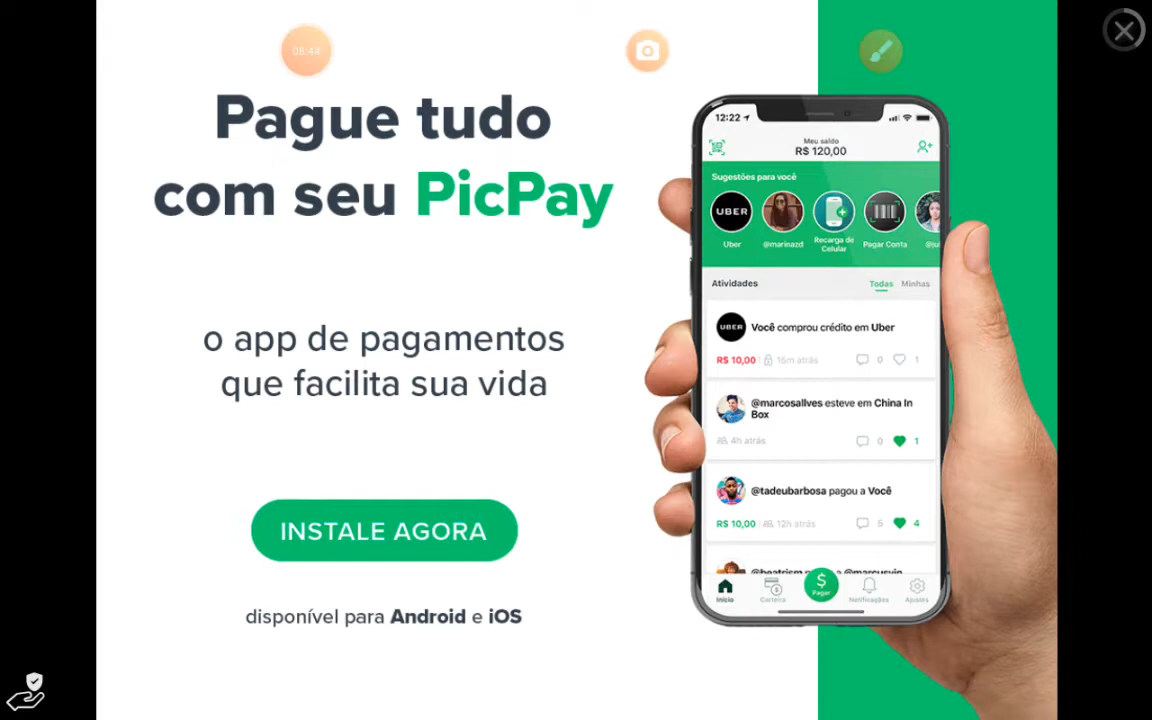 08:44
Pague tudo
com seu PicPay
o app de pagamentos
que facilita sua vida
INSTALE AGORA
disponível para Android e iOS
12:22
Meu saldo
R$ 120,00
Sugestões para você
UBER
Uber
@marinazd
Recarga de
Celular
Pagar Conta
Atividades
Todas Minhas
UBER
Você comprou crédito em Uber
R$ 10,00 15m atrás 0 1
@marcosallves esteve em China In
Box
4h atrás 0 1
@tadeubarbosa pagou a Você
R$ 10,00 12h atrás 5 4
$
Início Carteira Pagar Notificações Ajustes